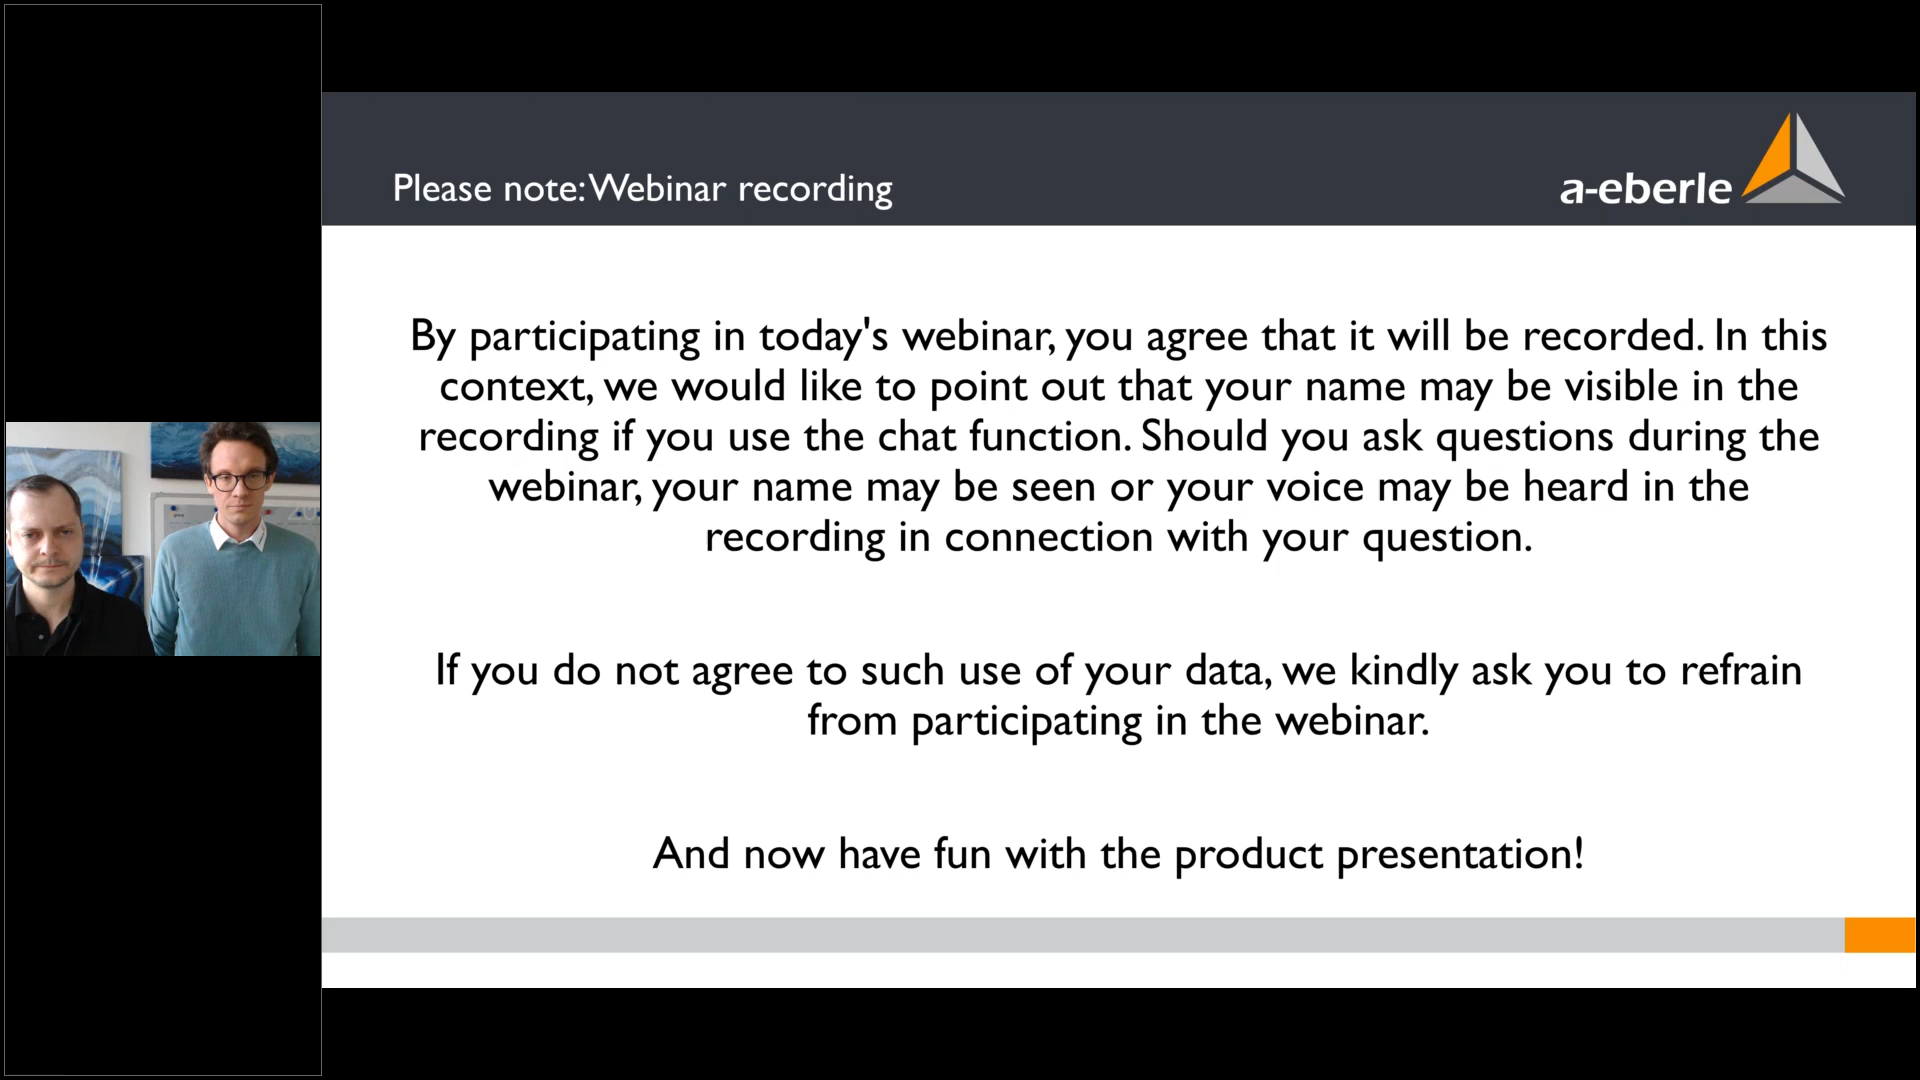 Please note: Webinar recording
a-eberle
By participating in today's webinar, you agree that it will be recorded. In this
context, we would like to point out that your name may be visible in the
recording if you use the chat function. Should you ask questions during the
webinar, your name may be seen or your voice may be heard in the
recording in connection with your question.
If you do not agree to such use of your data, we kindly ask you to refrain
from participating in the webinar.
And now have fun with the product presentation!